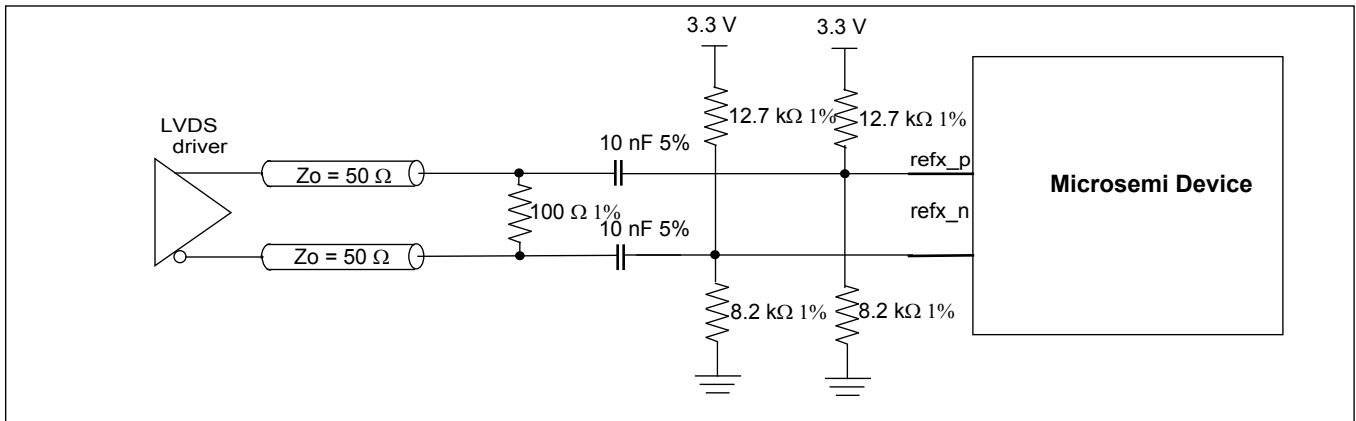 3.3 V
3.3 V
12.7 kΩ 1%
12.7 kΩ 1%
LVDS
driver
10 nF 5%
refx_p
Zo = 50 Ω
Microsemi Device
100 Ω 1%
refx_n
10 nF 5%
Zo = 50 Ω
8.2 kΩ 1%
8.2 kΩ 1%